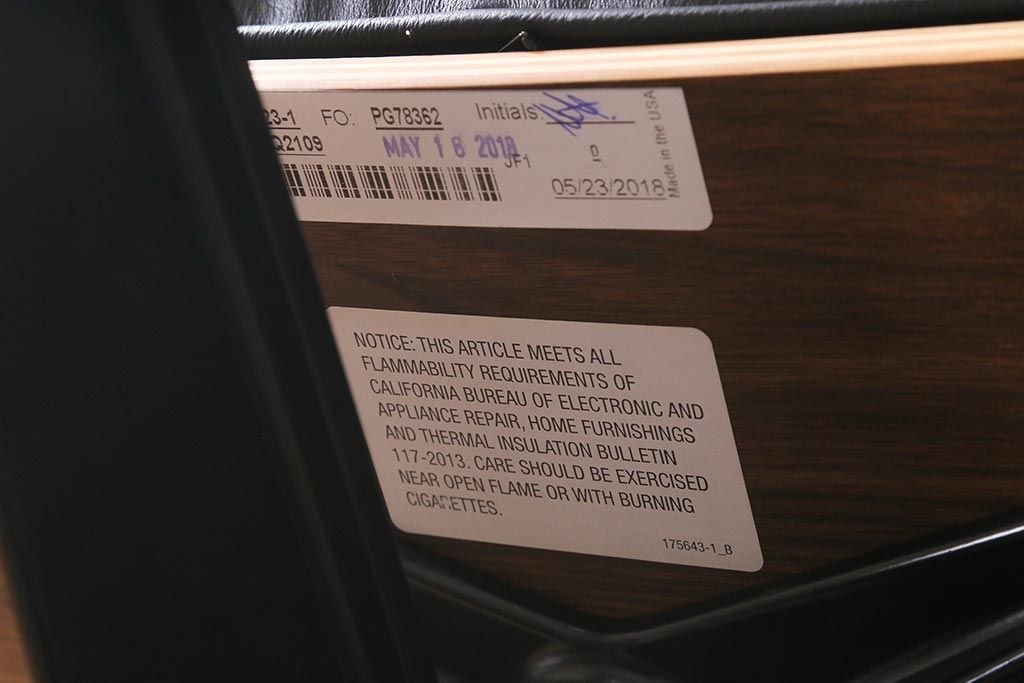 23-1 FO: PG78362 Initials:
Q2109 MAY 18 2018 JF1 0
05/23/2018
Made in the USA
NOTICE: THIS ARTICLE MEETS ALL
FLAMMABILITY REQUIREMENTS OF
CALIFORNIA BUREAU OF ELECTRONIC AND
APPLIANCE REPAIR, HOME FURNISHINGS
AND THERMAL INSULATION BULLETIN
117-2013. CARE SHOULD BE EXERCISED
NEAR OPEN FLAME OR WITH BURNING
CIGARETTES.
175643-1_B